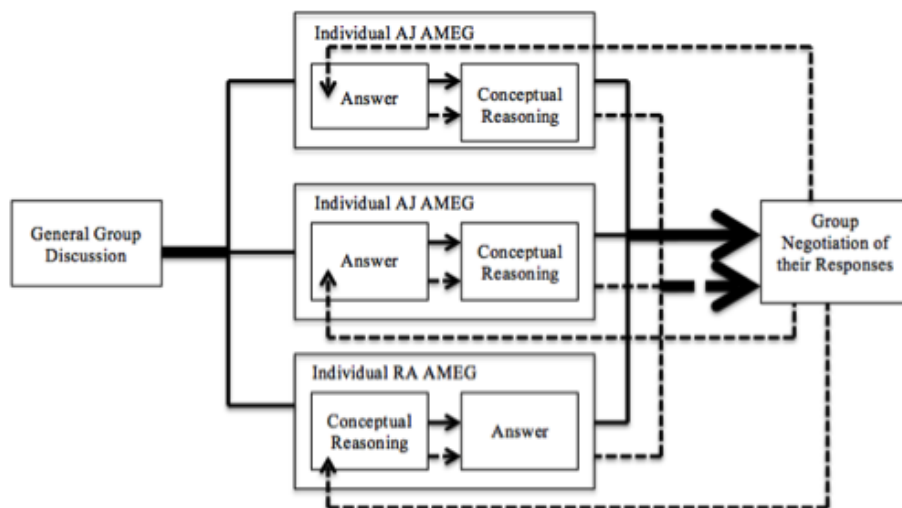 Individual AJ AMEG
Answer
Conceptual
Reasoning
General Group
Discussion
Individual AJ AMEG
Answer
Conceptual
Reasoning
Group
Negotiation of
their Responses
Individual RA AMEG
Conceptual
Reasoning
Answer